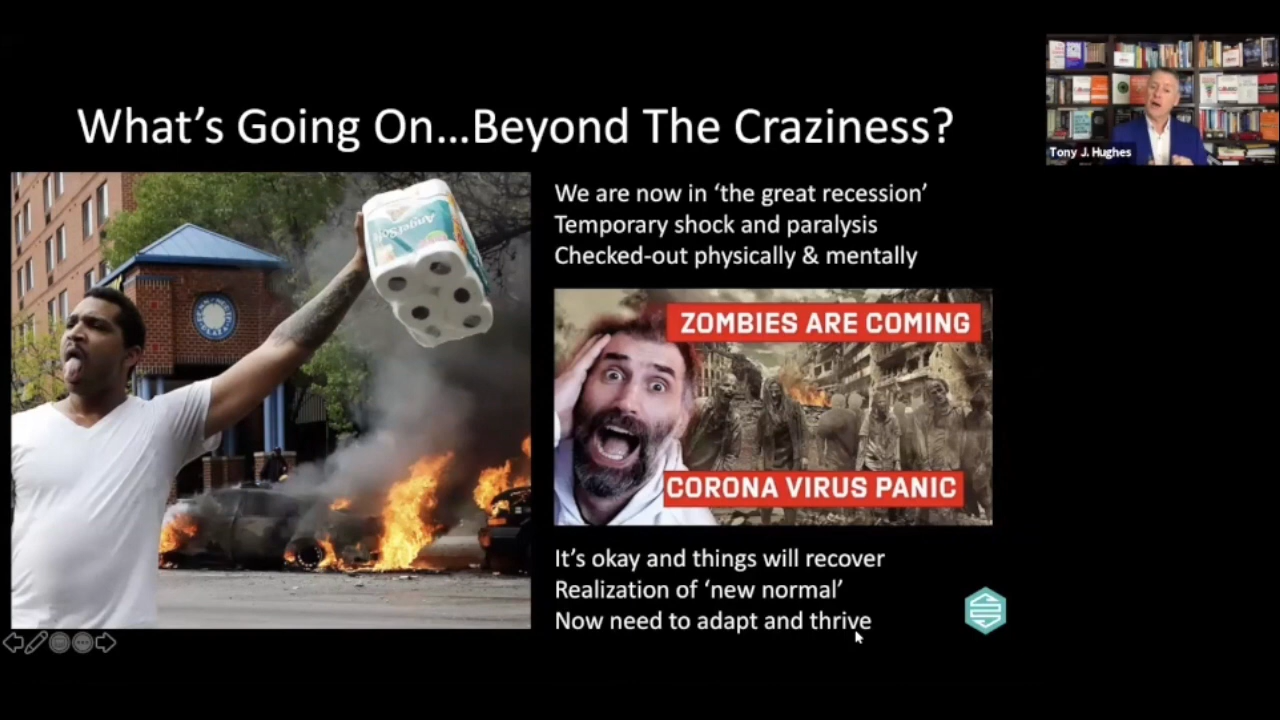 What's Going On...Beyond The Craziness?
Tony J. Hughes
We are now in 'the great recession'
Temporary shock and paralysis
Checked-out physically & mentally
Angel Soft
ZOMBIES ARE COMING
CORONA VIRUS PANIC
It's okay and things will recover
Realization of 'new normal'
Now need to adapt and thrive